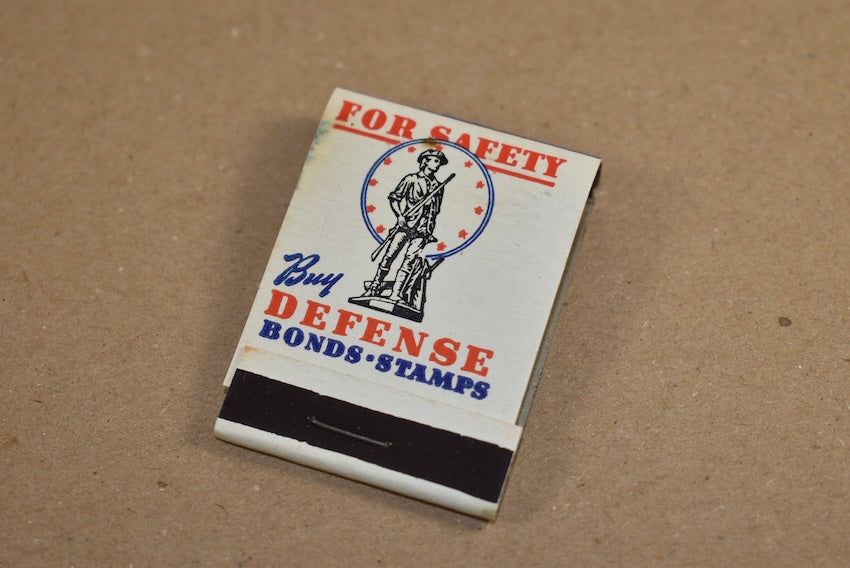 FOR SAFETY
Buy
DEFENSE
BONDS·STAMPS